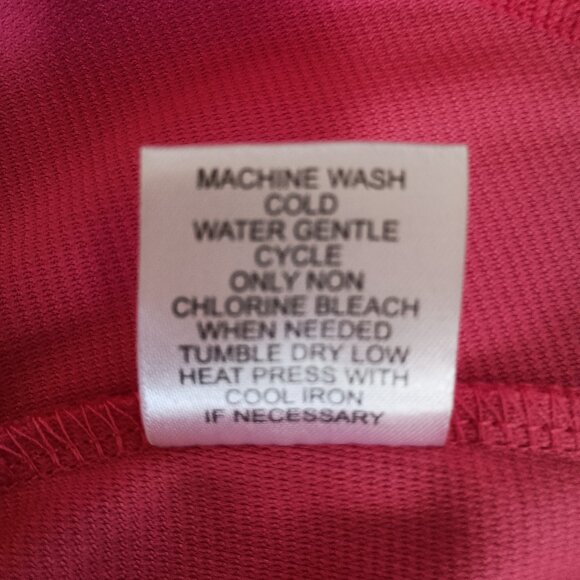 MACHINE WASH
COLD
WATER GENTLE
CYCLE
ONLY NON
CHLORINE BLEACH
WHEN NEEDED
TUMBLE DRY LOW
HEAT PRESS WITH
COOL IRON
IF NECESSARY